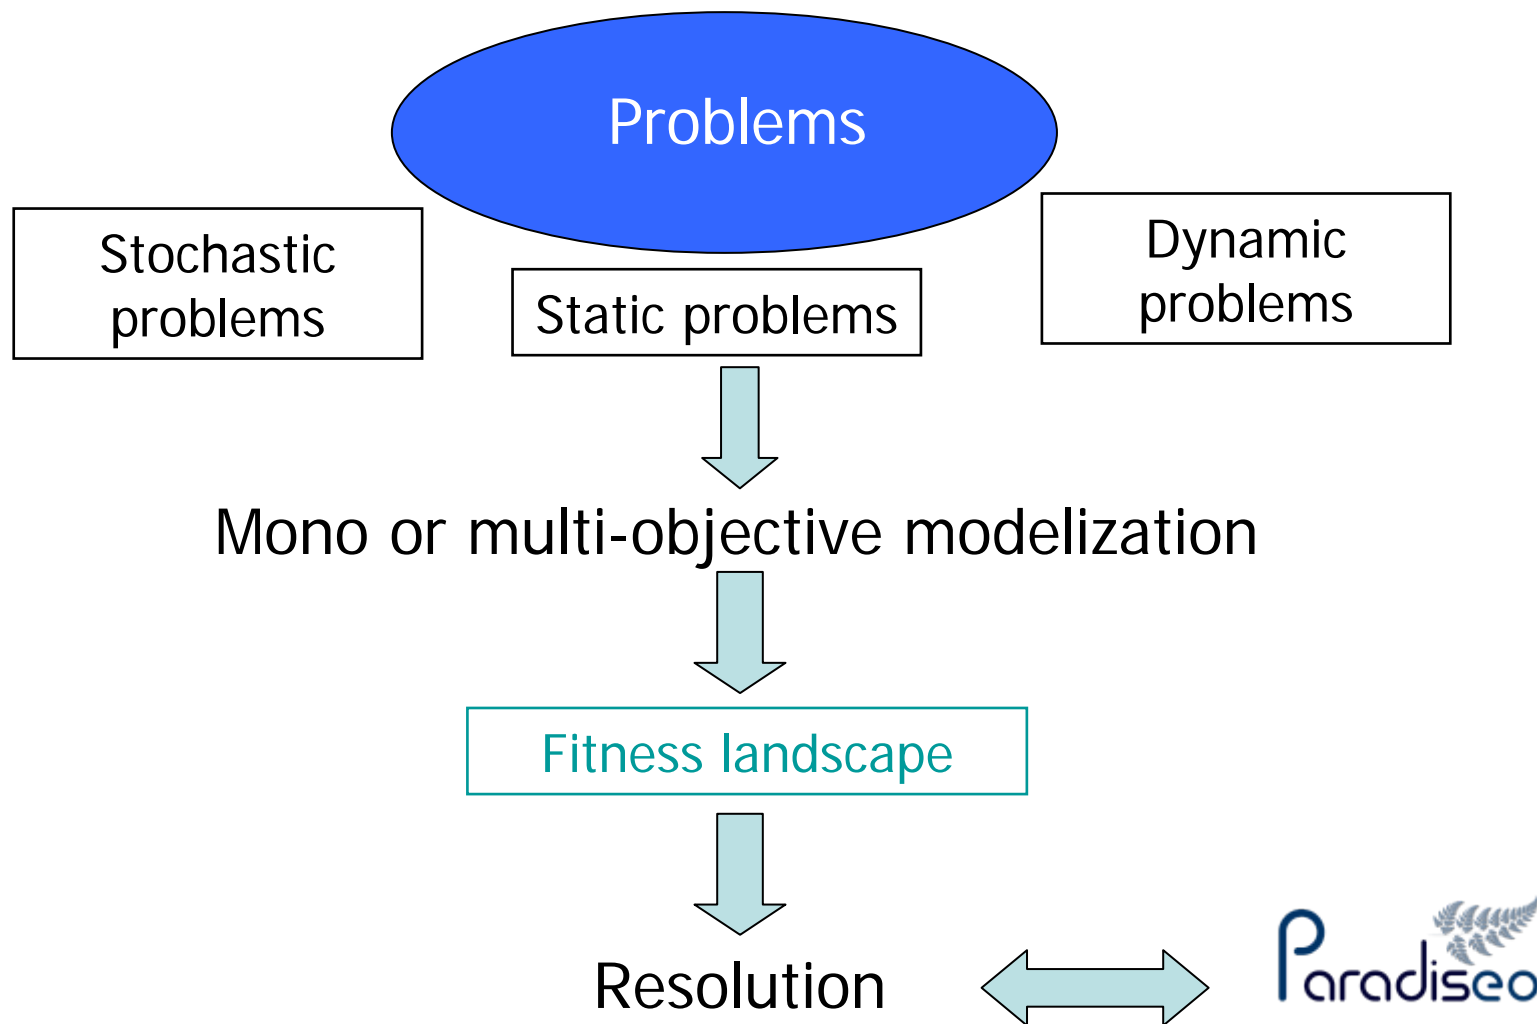 Problems
Stochastic
problems
Static problems
Dynamic
problems
Mono or multi-objective modelization
Fitness landscape
Resolution
Paradiseo